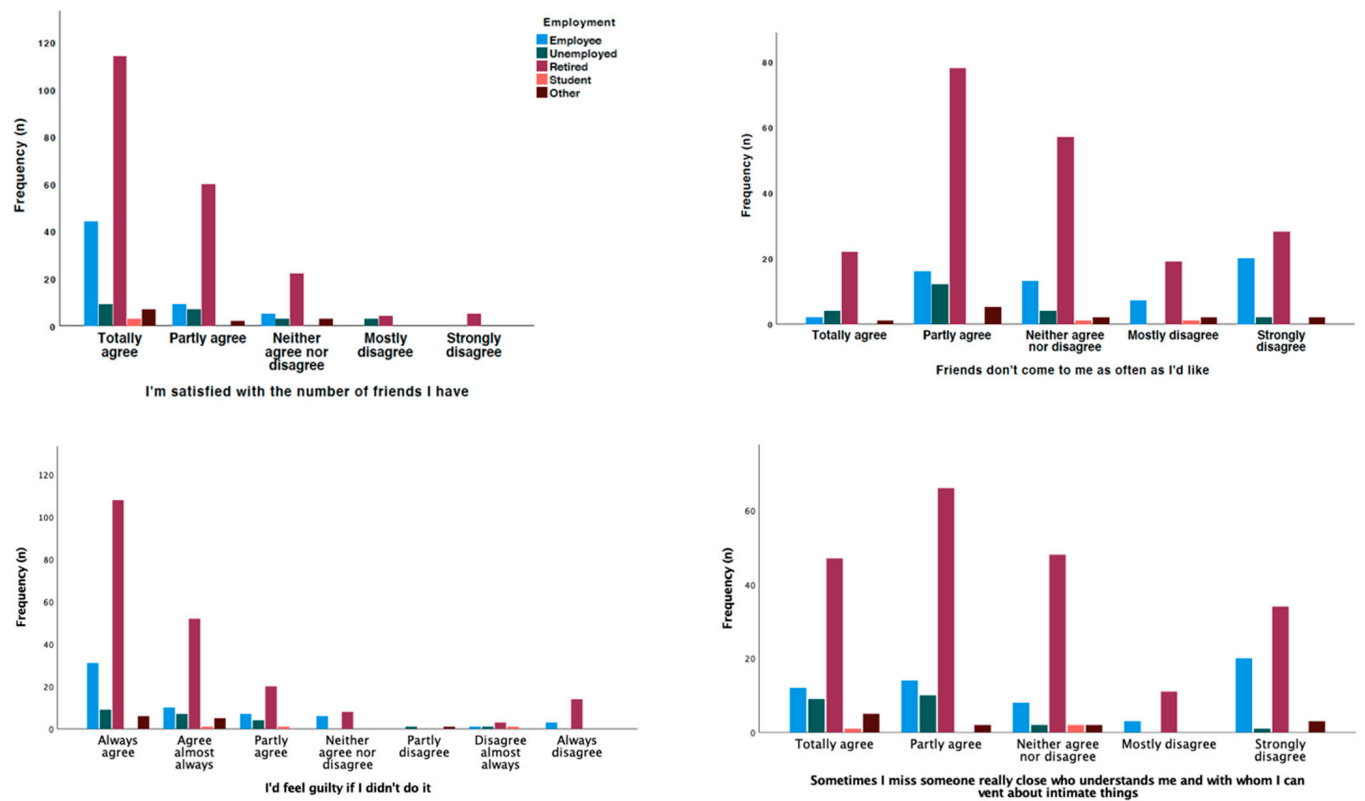 Employment
Employee
Unemployed
Retired
Student
Other
Frequency (n)
120
100
80
60
40
20
0
Totally agree
Partly agree
Neither agree nor disagree
Mostly disagree
Strongly disagree
I'm satisfied with the number of friends I have
Frequency (n)
80
60
40
20
0
Totally agree
Partly agree
Neither agree nor disagree
Mostly disagree
Strongly disagree
Friends don't come to me as often as I'd like
Frequency (n)
120
100
80
60
40
20
0
Always agree
Agree almost always
Partly agree
Neither agree nor disagree
Partly disagree
Disagree almost always
Always disagree
I'd feel guilty if I didn't do it
Frequency (n)
60
40
20
0
Totally agree
Partly agree
Neither agree nor disagree
Mostly disagree
Strongly disagree
Sometimes I miss someone really close who understands me and with whom I can
vent about intimate things